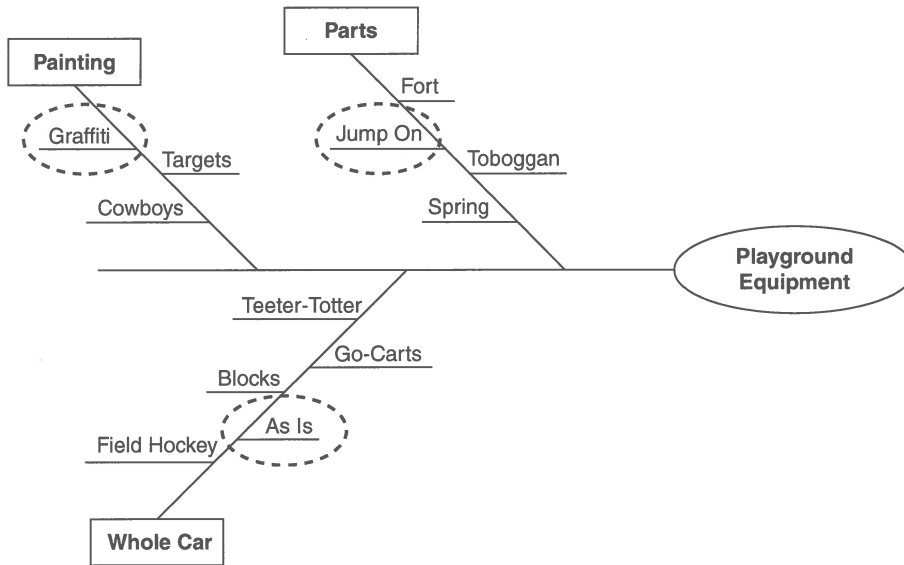 Parts
Painting
Fort
Graffiti
Jump On
Targets
Toboggan
Cowboys
Spring
Playground
Equipment
Teeter-Totter
Go-Carts
Blocks
As Is
Field Hockey
Whole Car